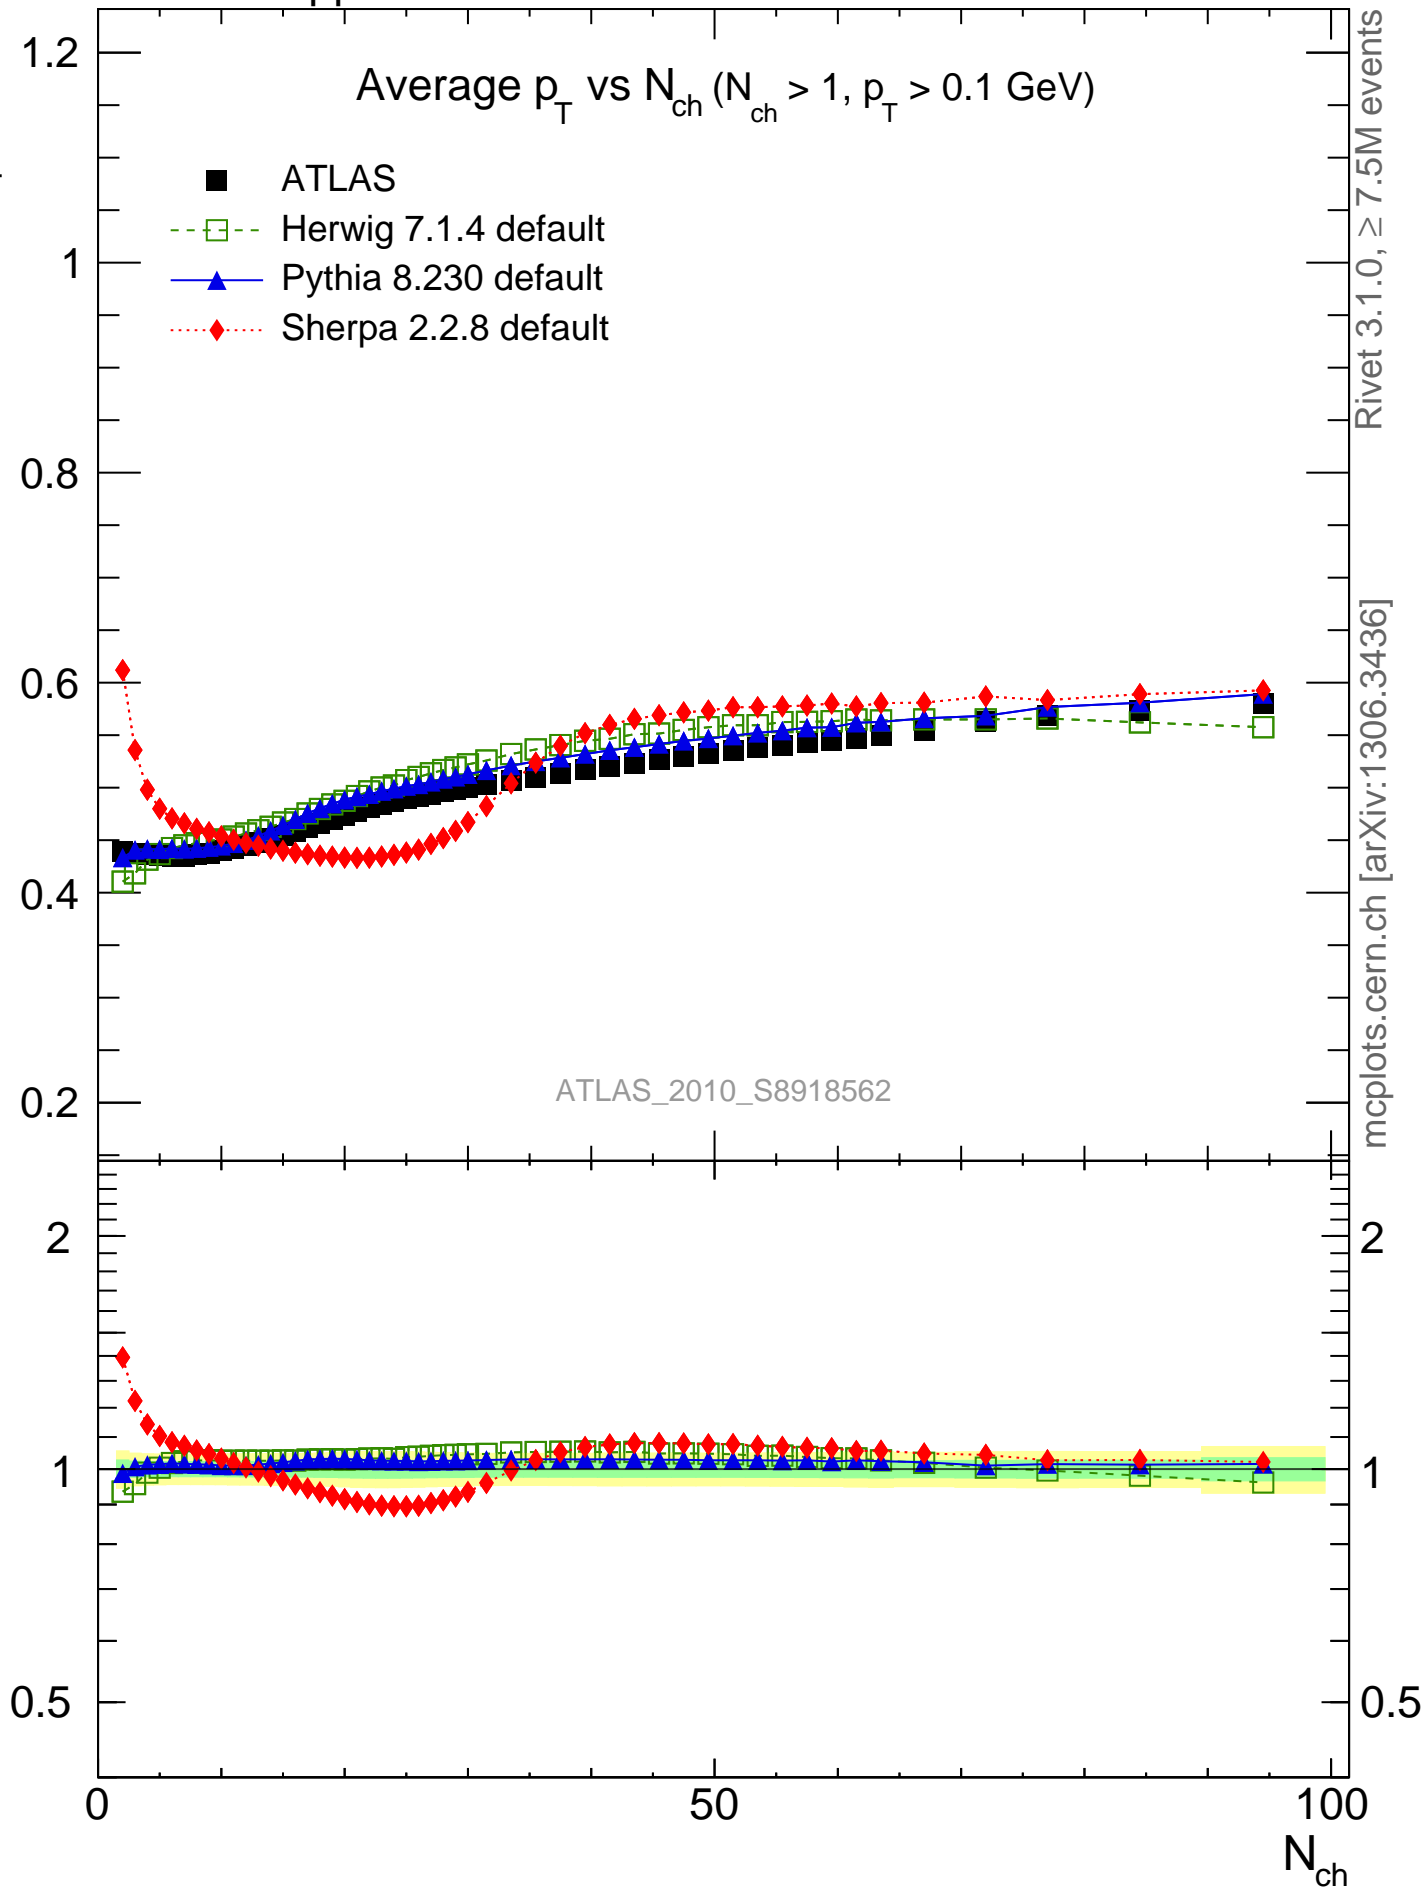 1.2
Average p_T vs N_ch (N_ch > 1, p_T > 0.1 GeV)
ATLAS
Herwig 7.1.4 default
Pythia 8.230 default
Sherpa 2.2.8 default
1
0.8
0.6
0.4
0.2
ATLAS_2010_S8918562
Rivet 3.1.0, ≥ 7.5M events
mcplots.cern.ch [arXiv:1306.3436]
2
2
1
1
0.5
0.5
0
50
100
N_ch